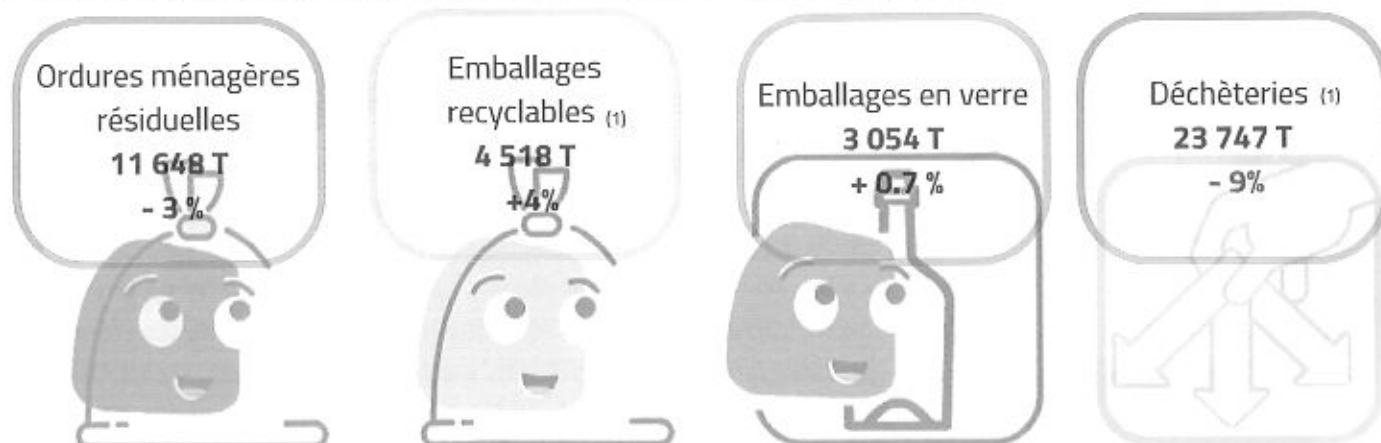 Ordures ménagères
résiduelles
11 648 T
- 3 %
Emballages
recyclables (1)
4 518 T
+4%
Emballages en verre
3 054 T
+ 0.7 %
Déchèteries (1)
23 747 T
- 9%